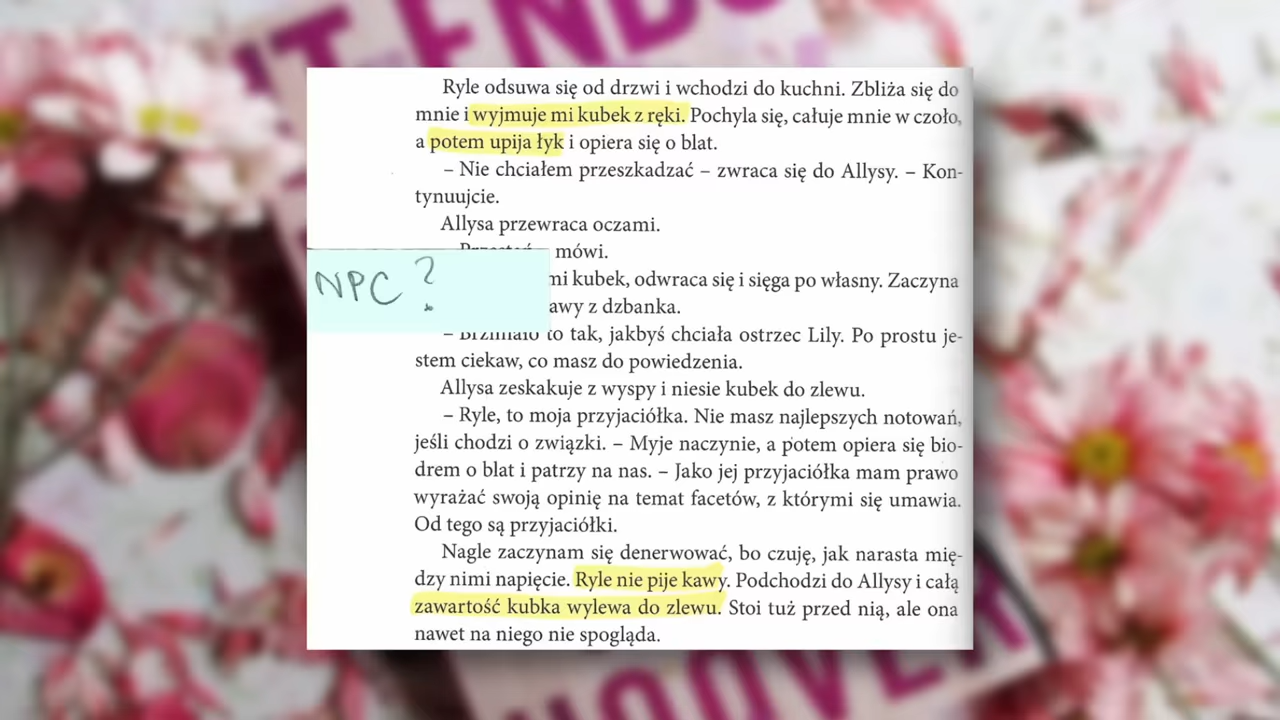 IT ENDS
Ryle odsuwa się od drzwi i wchodzi do kuchni. Zbliża się do
mnie i wyjmuje mi kubek z ręki. Pochyla się, całuje mnie w czoło,
a potem upija łyk i opiera się o blat.
– Nie chciałem przeszkadzać – zwraca się do Allysy. – Kon-
tynuujcie.
Allysa przewraca oczami.
– Przestań – mówi.
NPC?
mi kubek, odwraca się i sięga po własny. Zaczyna
awy z dzbanka.
– Brzmiało to tak, jakbyś chciała ostrzec Lily. Po prostu je-
stem ciekaw, co masz do powiedzenia.
Allysa zeskakuje z wyspy i niesie kubek do zlewu.
– Ryle, to moja przyjaciółka. Nie masz najlepszych notowań,
jeśli chodzi o związki. – Myje naczynie, a potem opiera się bio-
drem o blat i patrzy na nas. – Jako jej przyjaciółka mam prawo
wyrażać swoją opinię na temat facetów, z którymi się umawia.
Od tego są przyjaciółki.
Nagle zaczynam się denerwować, bo czuję, jak narasta mię-
dzy nimi napięcie. Ryle nie pije kawy. Podchodzi do Allysy i całą
zawartość kubka wylewa do zlewu. Stoi tuż przed nią, ale ona
nawet na niego nie spogląda.
HOOVER